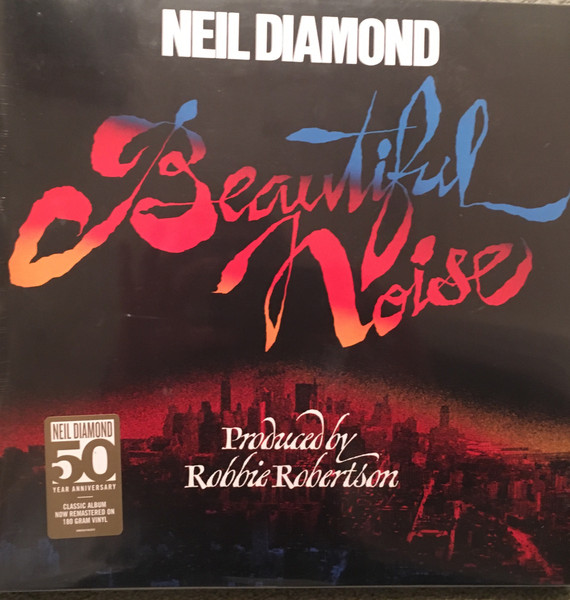 NEIL DIAMOND
Beautiful
Noise
Produced by
Robbie Robertson
NEIL DIAMOND
50
YEAR ANNIVERSARY
CLASSIC ALBUM
NOW REMASTERED ON
180 GRAM VINYL